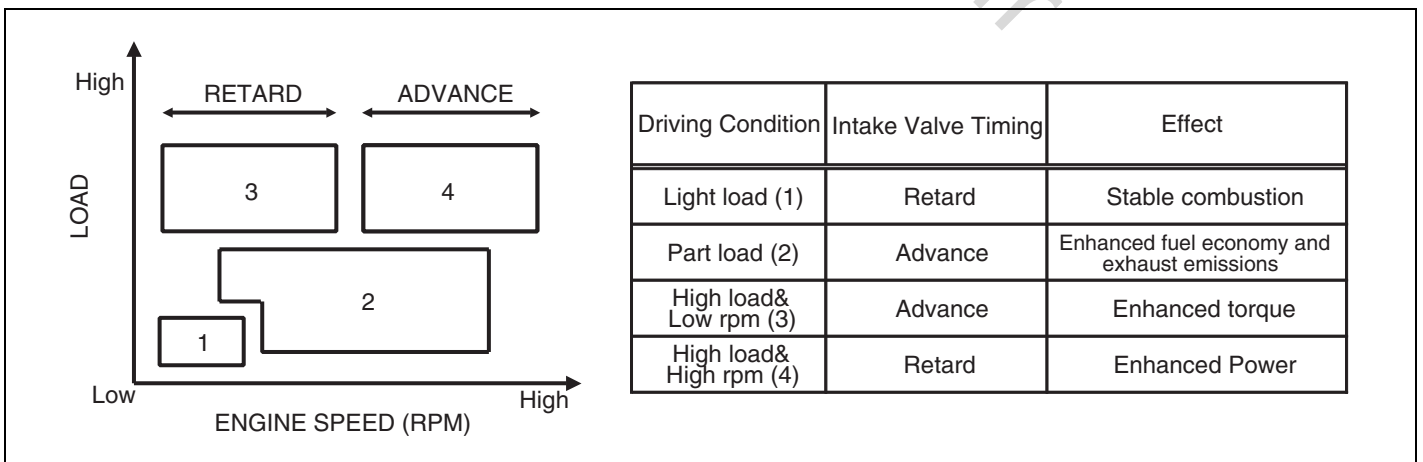 High
RETARD ADVANCE
3 4
LOAD
2
1
Low High
ENGINE SPEED (RPM)
Driving Condition Intake Valve Timing Effect
Light load (1) Retard Stable combustion
Part load (2) Advance Enhanced fuel economy and
exhaust emissions
High load&
Low rpm (3) Advance Enhanced torque
High load&
High rpm (4) Retard Enhanced Power